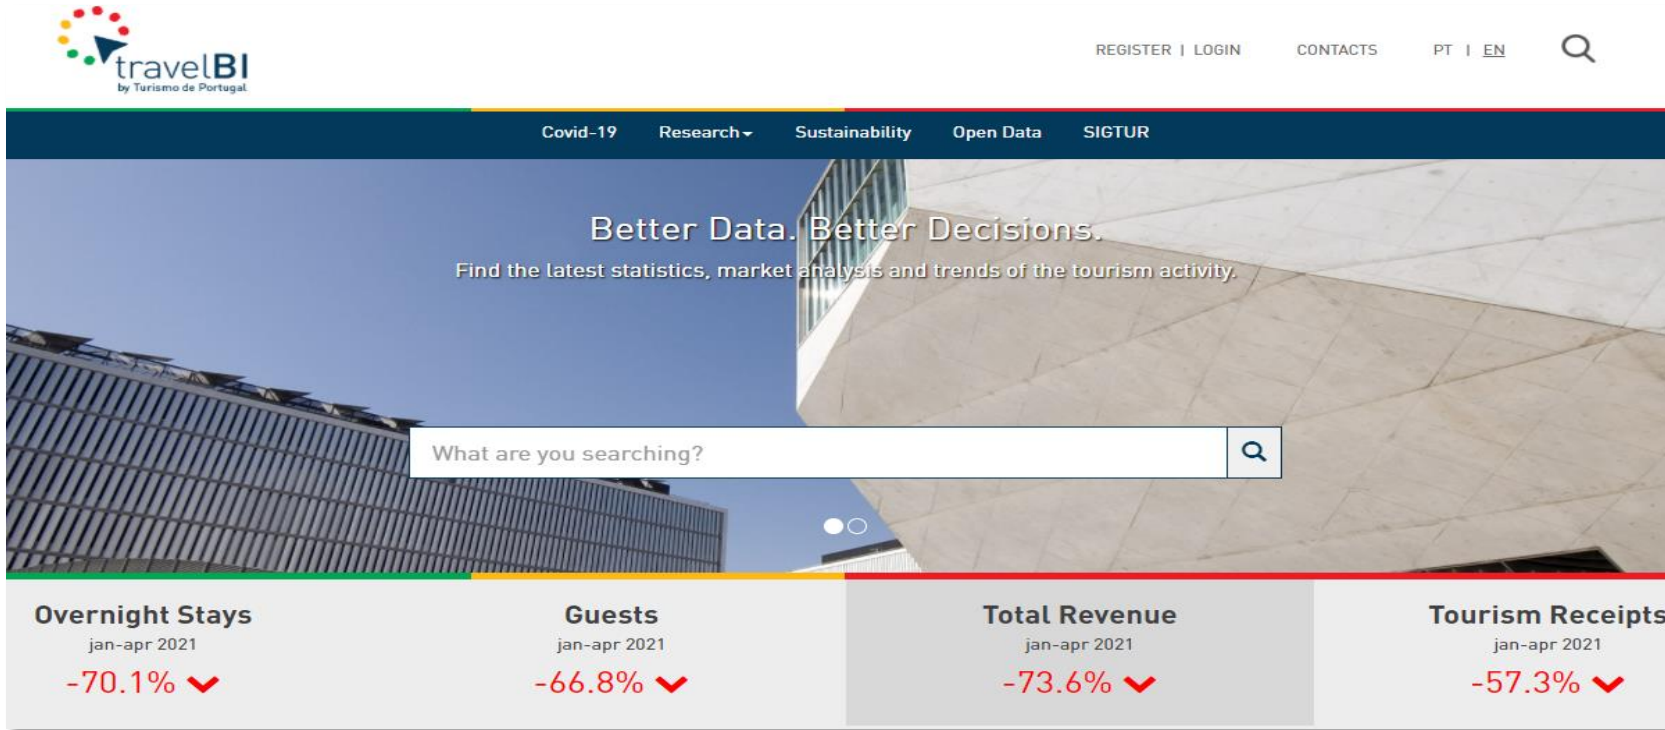 travelBI
by Turismo de Portugal
REGISTER | LOGIN CONTACTS PT | EN
Covid-19 Research Sustainability Open Data SIGTUR
Better Data. Better Decisions.
Find the latest statistics, market analysis and trends of the tourism activity.
What are you searching?
Overnight Stays
jan-apr 2021
-70.1%
Guests
jan-apr 2021
-66.8%
Total Revenue
jan-apr 2021
-73.6%
Tourism Receipts
jan-apr 2021
-57.3%